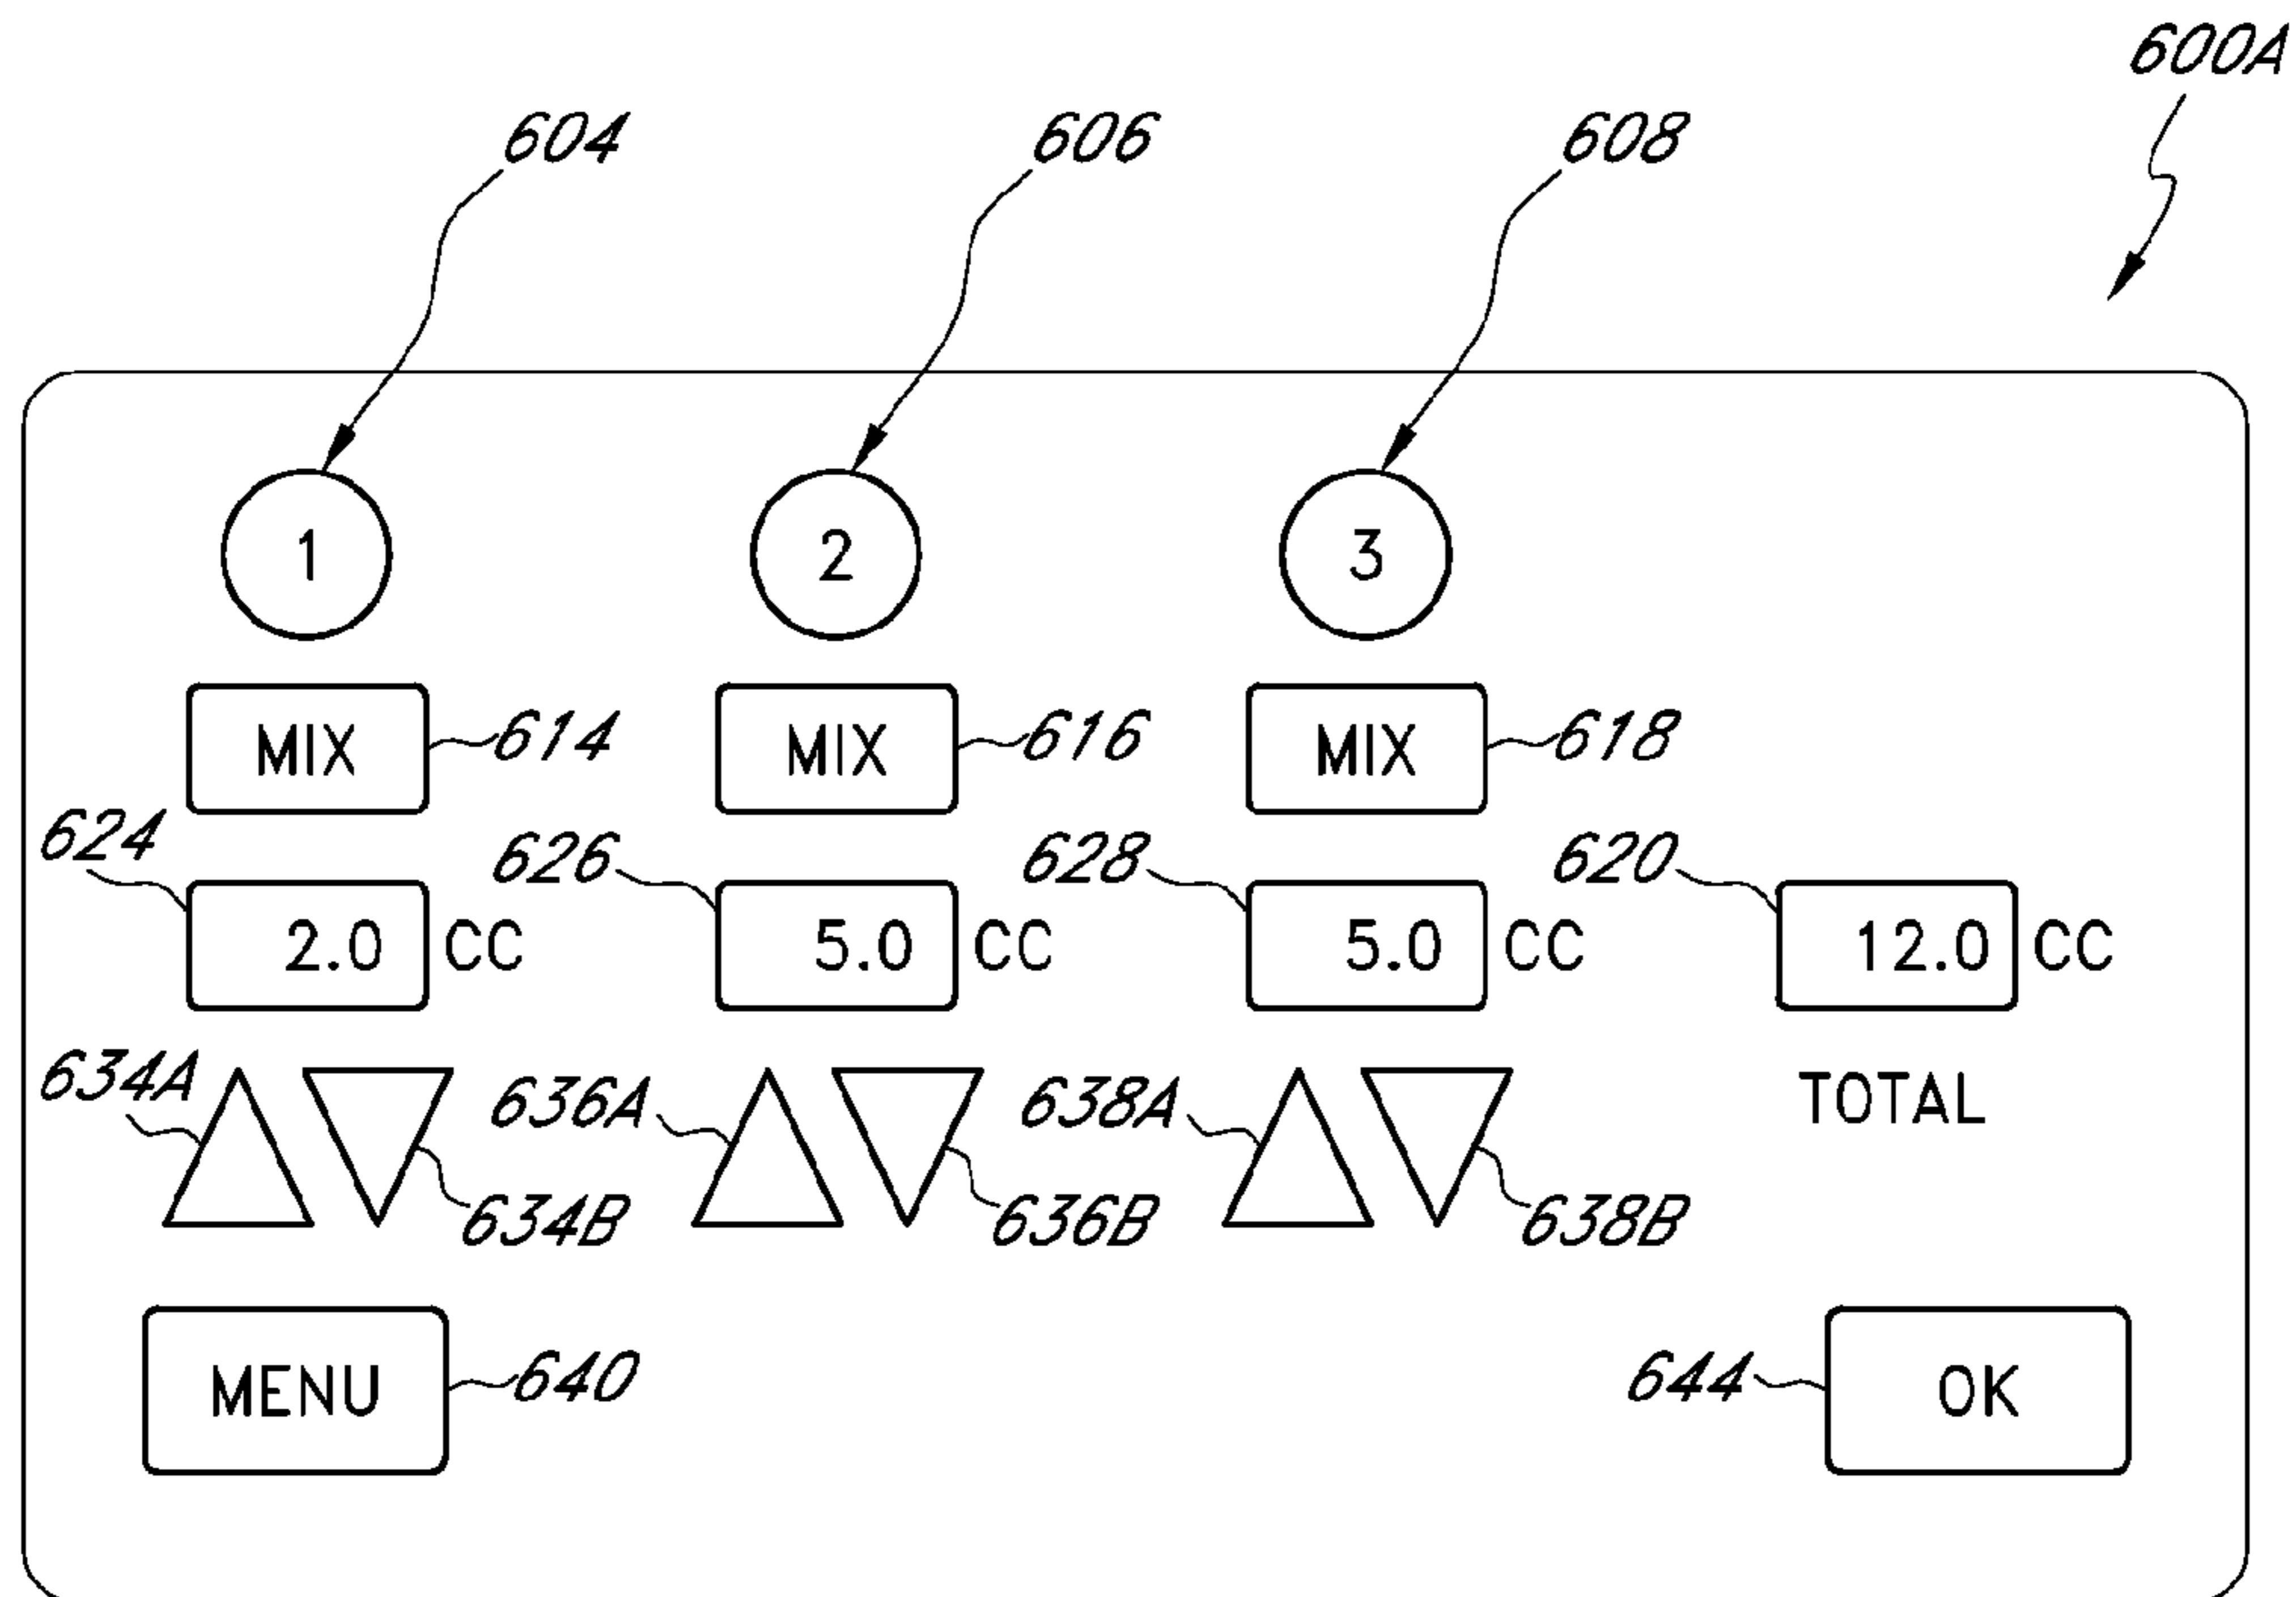 600A
604 606 608
1 2 3
MIX 614 MIX 616 MIX 618
624 626 628 620
2.0 CC 5.0 CC 5.0 CC 12.0 CC
634A 636A 638A TOTAL
634B 636B 638B
MENU 640 644 OK